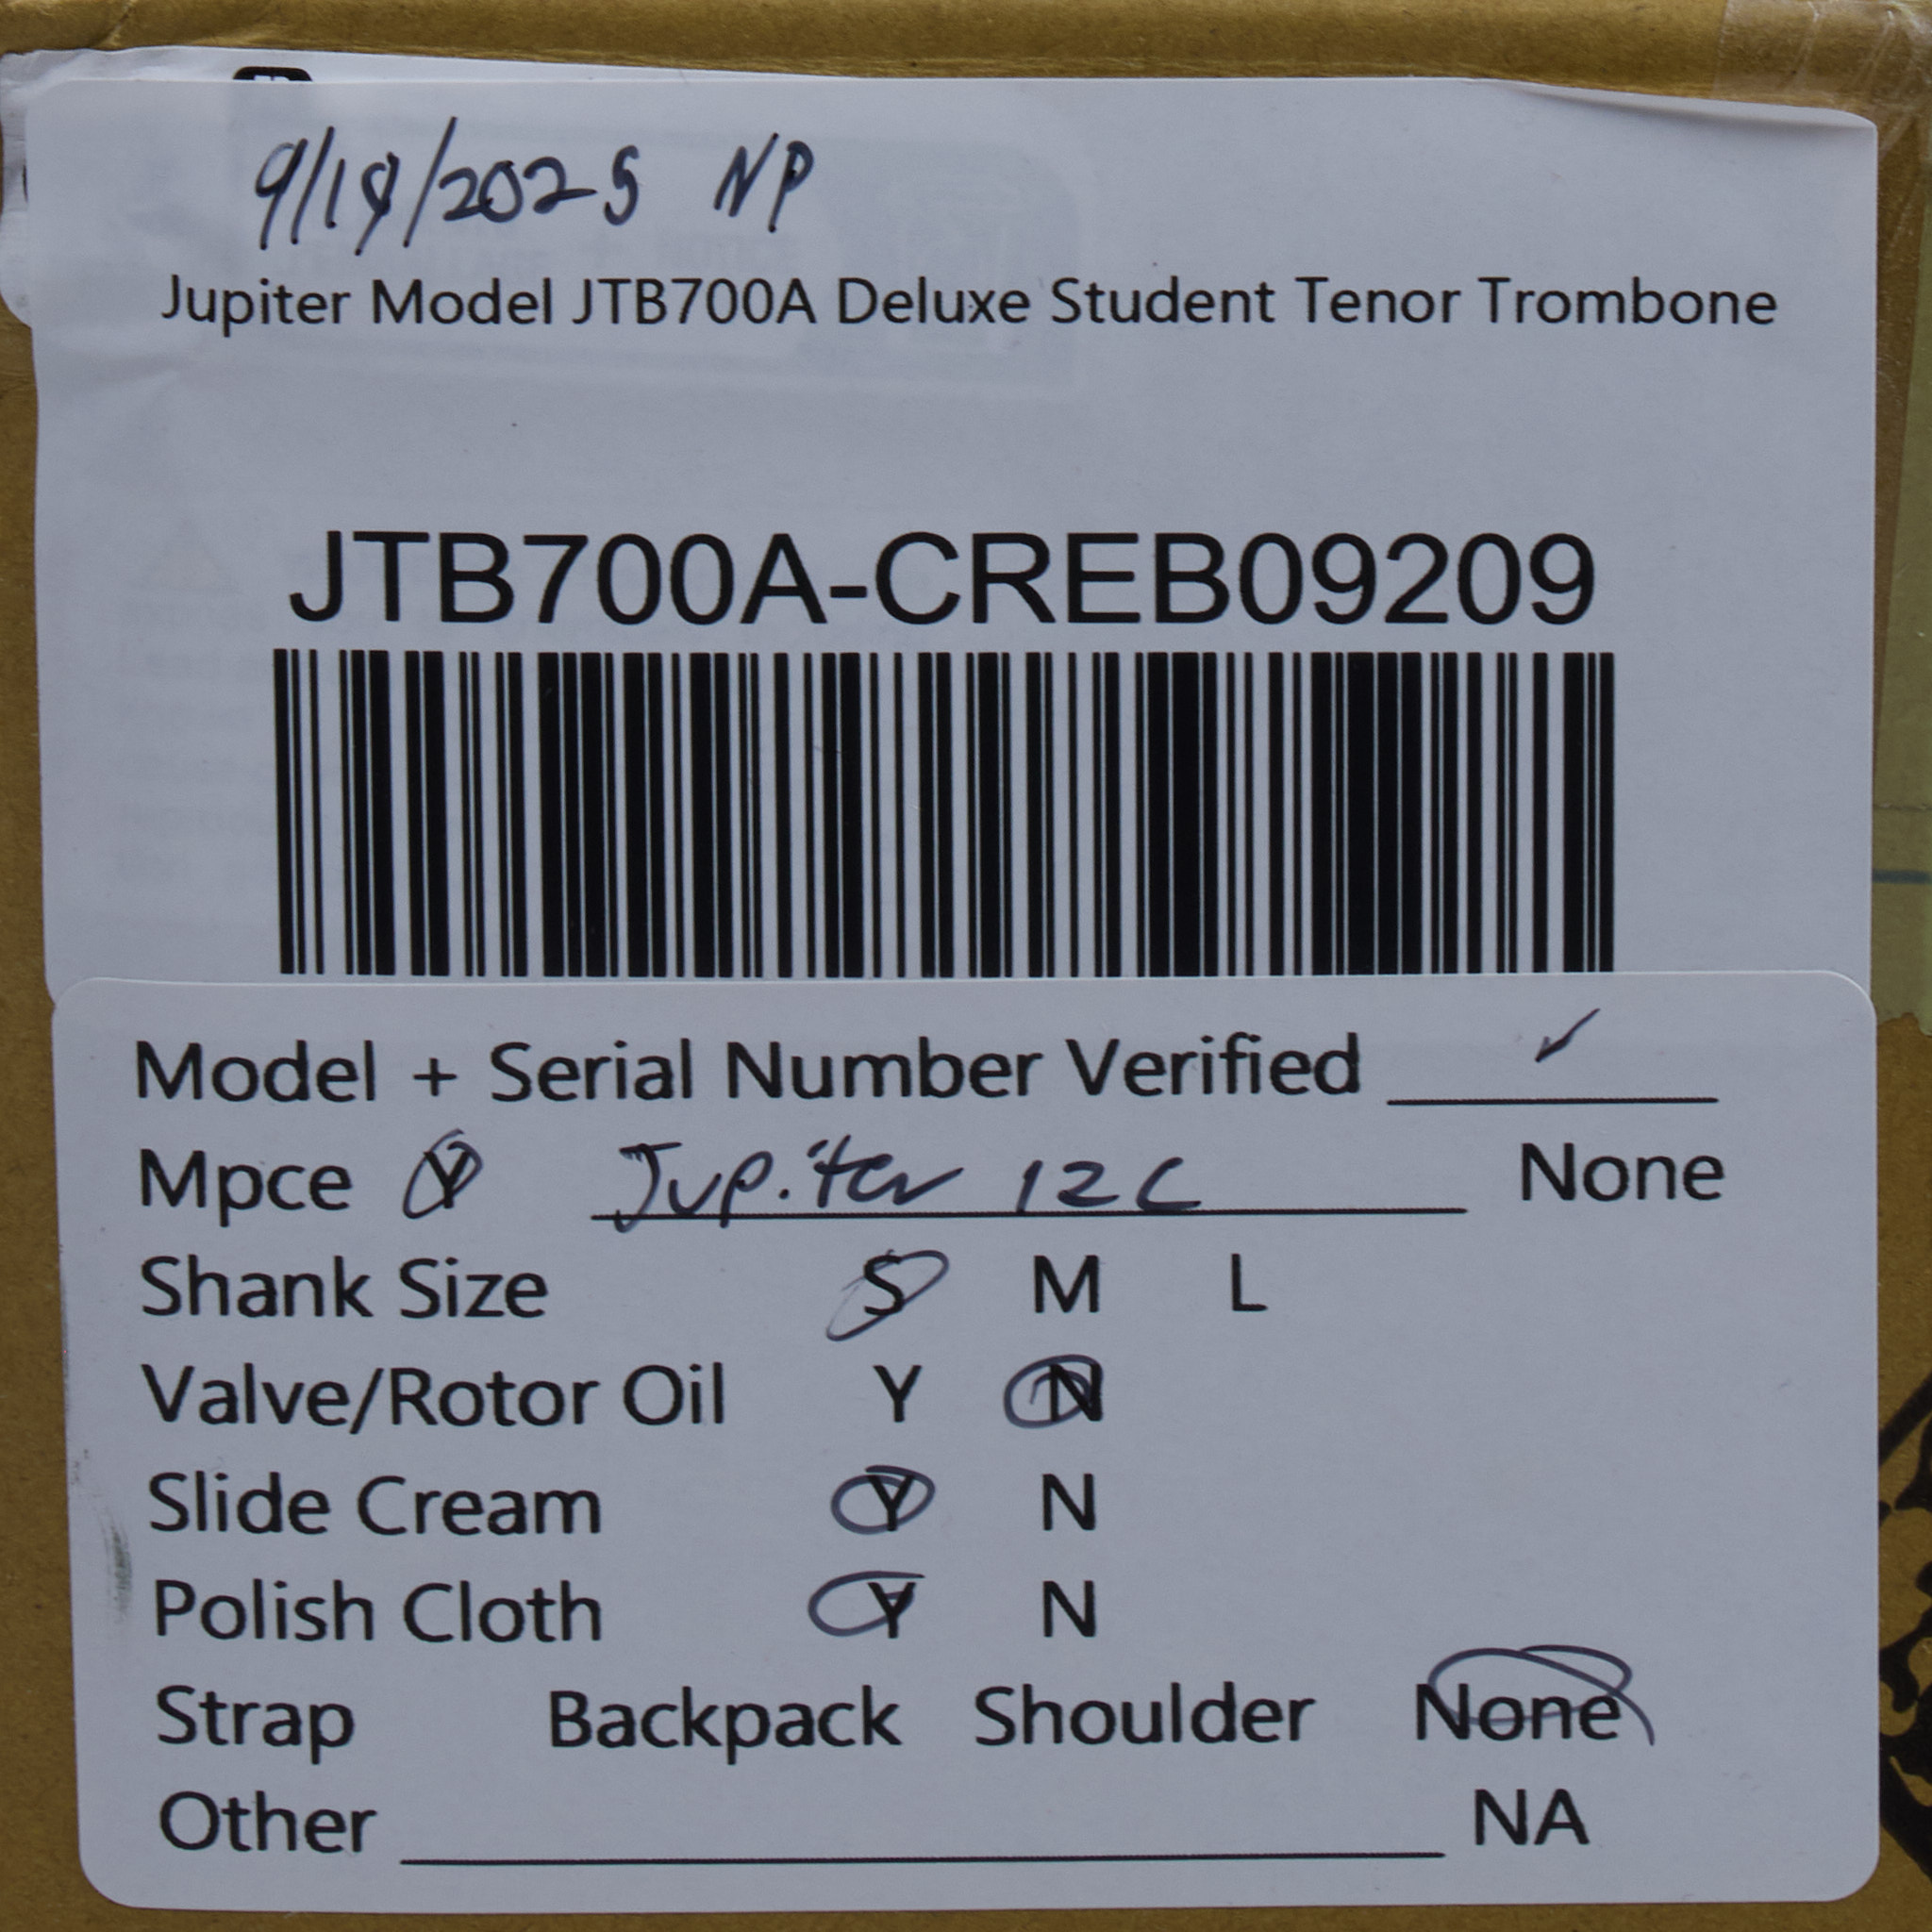 9/19/2025 NP
Jupiter Model JTB700A Deluxe Student Tenor Trombone
JTB700A-CREB09209
Model + Serial Number Verified ✓
Mpce Y Jupiter 12C None
Shank Size S M L
Valve/Rotor Oil Y N
Slide Cream Y N
Polish Cloth Y N
Strap Backpack Shoulder None
Other NA